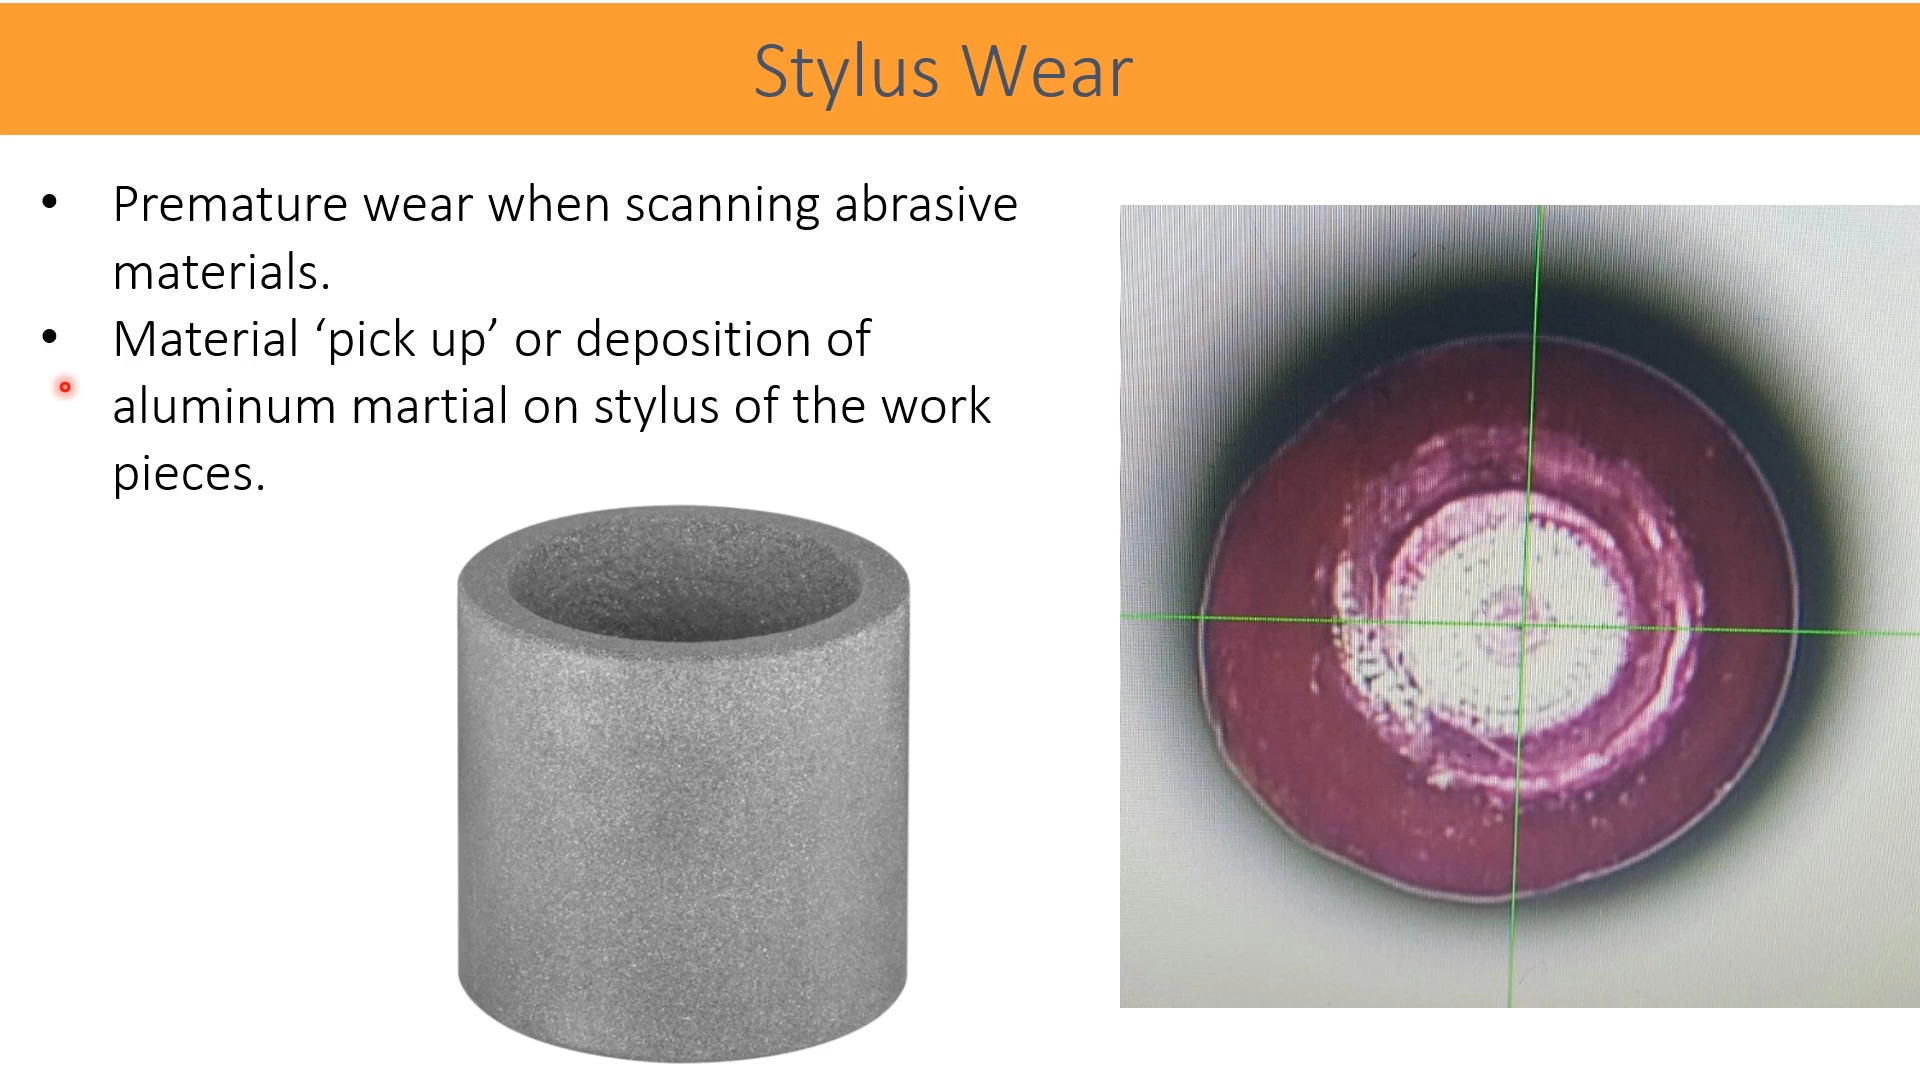 Stylus Wear
• Premature wear when scanning abrasive
materials.
• Material ‘pick up’ or deposition of
aluminum martial on stylus of the work
pieces.